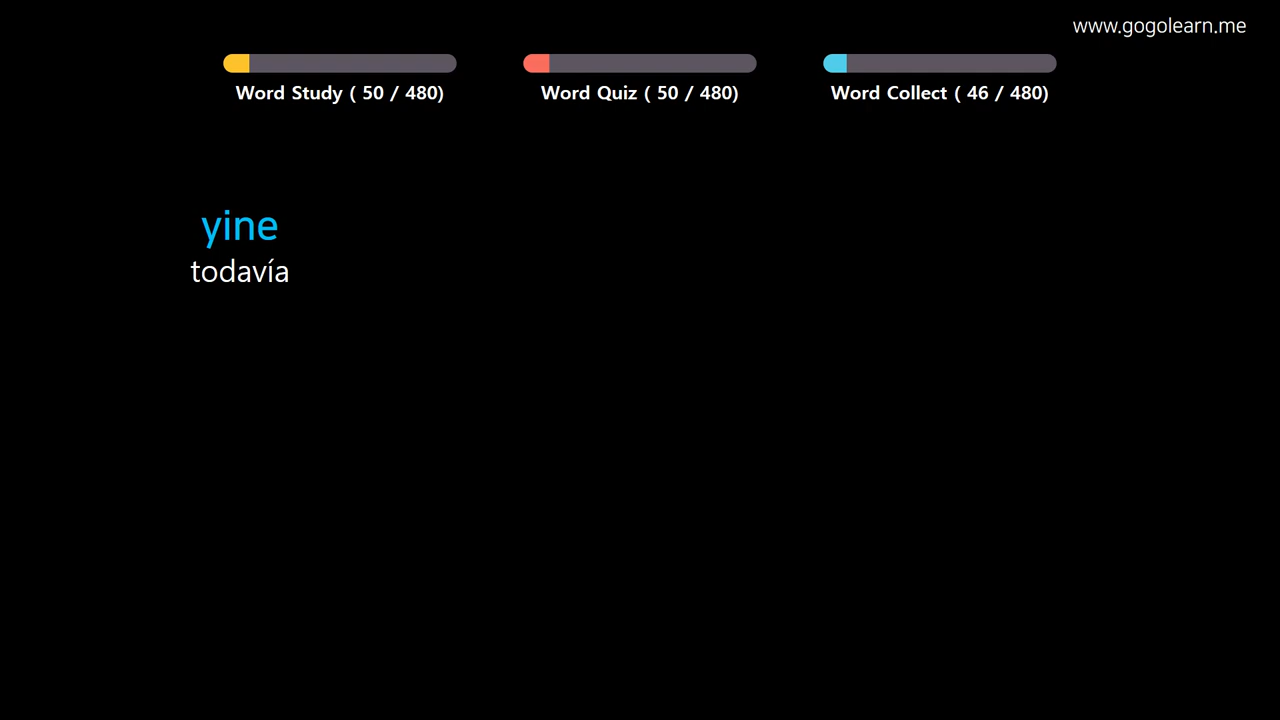 www.gogolearn.me
Word Study ( 50 / 480)
Word Quiz ( 50 / 480)
Word Collect ( 46 / 480)
yine
todavía